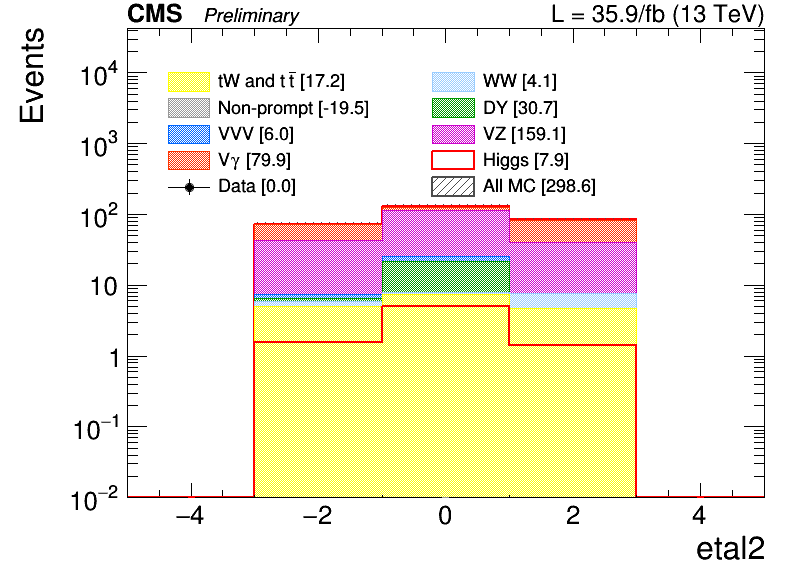 CMS Preliminary L = 35.9/fb (13 TeV)
Events
10⁴
10³
10²
10
1
10⁻¹
10⁻²
tW and t t̄ [17.2]
Non-prompt [-19.5]
VVV [6.0]
Vγ [79.9]
Data [0.0]
WW [4.1]
DY [30.7]
VZ [159.1]
Higgs [7.9]
All MC [298.6]
−4 −2 0 2 4
etal2